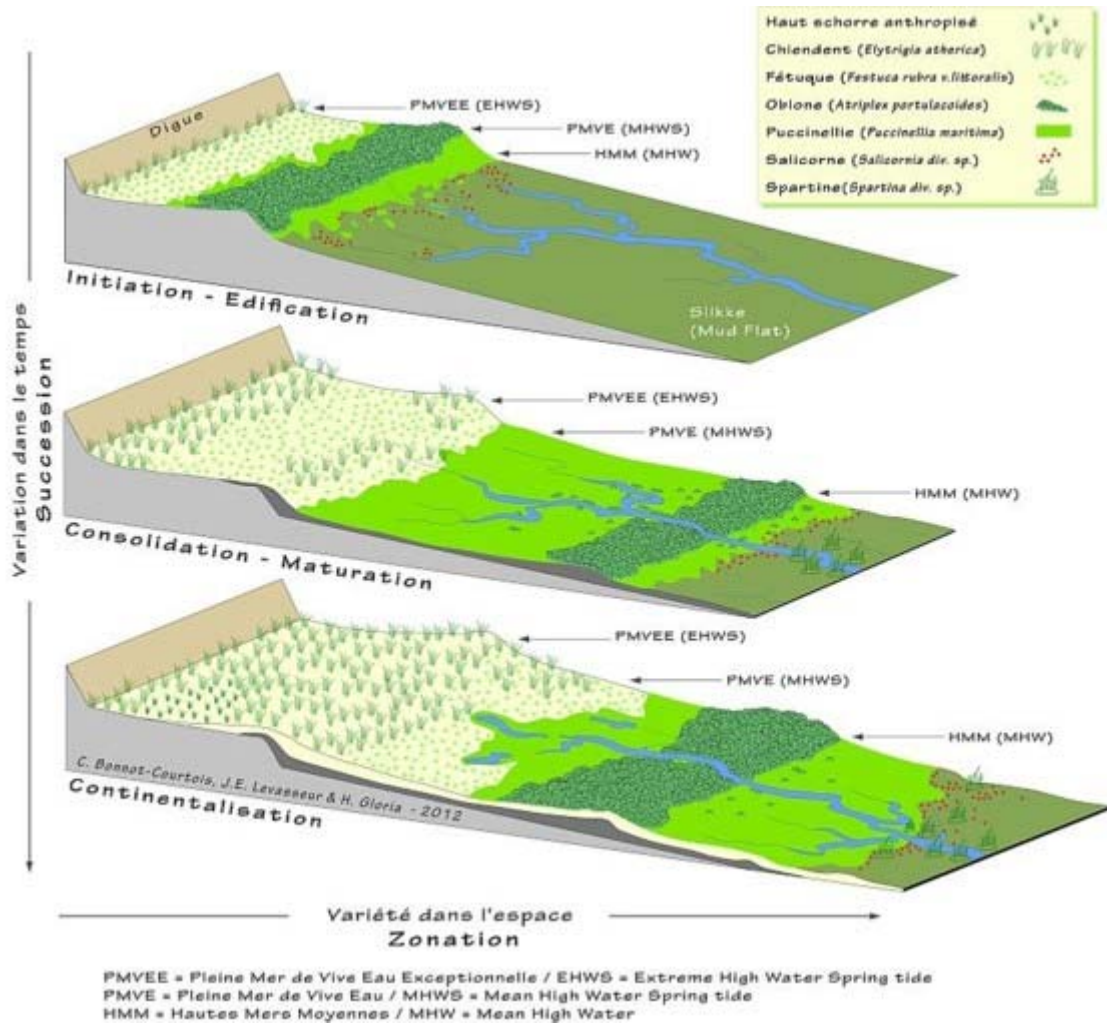 Haut schorre anthropisé
Chiendent (Elytrigia atherica)
Fétuque (Festuca rubra v.littoralis)
Oblone (Atriplex portulacoides)
Puccinellie (Puccinellia maritima)
Salicorne (Salicornia div. sp.)
Spartine(Spartina div. sp.)
Digue
PMVEE (EHWS)
PMVE (MHWS)
HMM (MHW)
Slikke
(Mud Flat)
Initiation - Edification
PMVEE (EHWS)
PMVE (MHWS)
HMM (MHW)
Consolidation - Maturation
PMVEE (EHWS)
PMVE (MHWS)
HMM (MHW)
C. Bonnot-Courtois, J.E. Levasseur & H. Gloria - 2012
Continentalisation
Variation dans le temps
Succession
Variété dans l'espace
Zonation
PMVEE = Pleine Mer de Vive Eau Exceptionnelle / EHWS = Extreme High Water Spring tide
PMVE = Pleine Mer de Vive Eau / MHWS = Mean High Water Spring tide
HMM = Hautes Mers Moyennes / MHW = Mean High Water